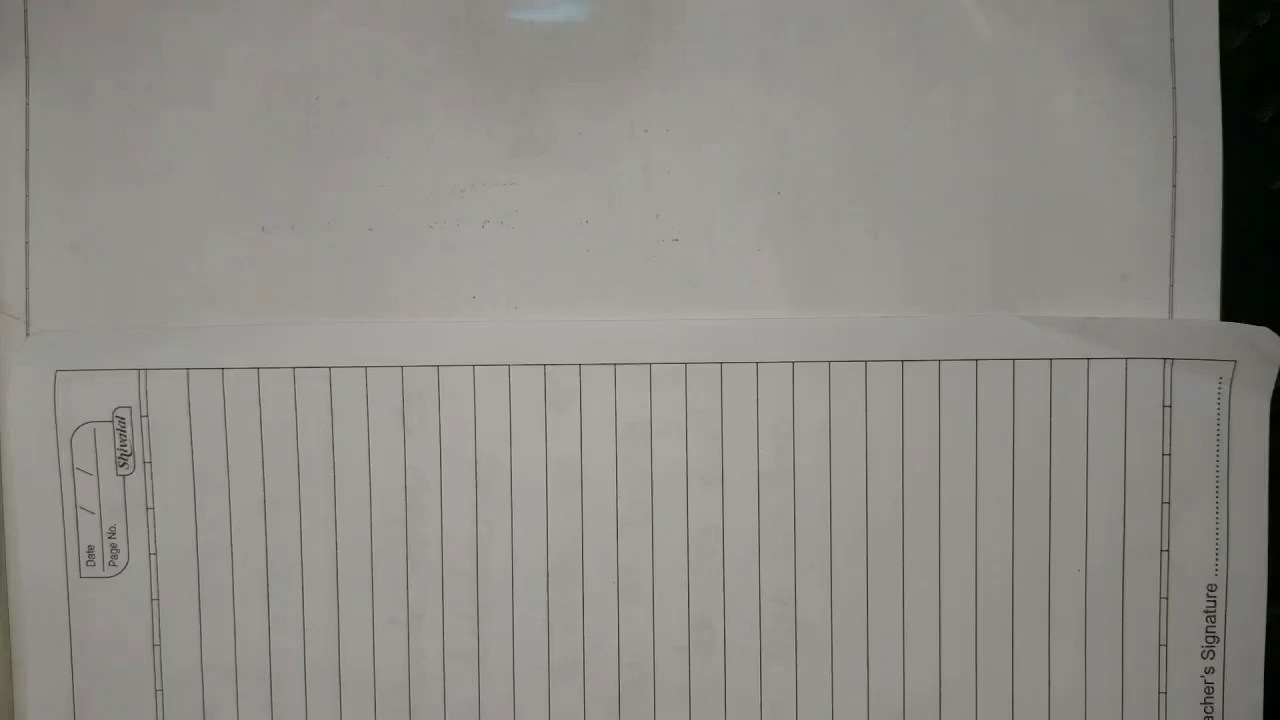 Shivalal
Date / /
Page No.
acher's Signature ........................................